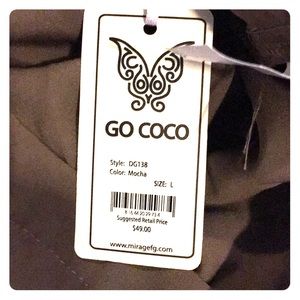 GO COCO
Style: DG138
Color: Mocha
SIZE: L
Suggested Retail Price
$49.00
www.miragefg.com